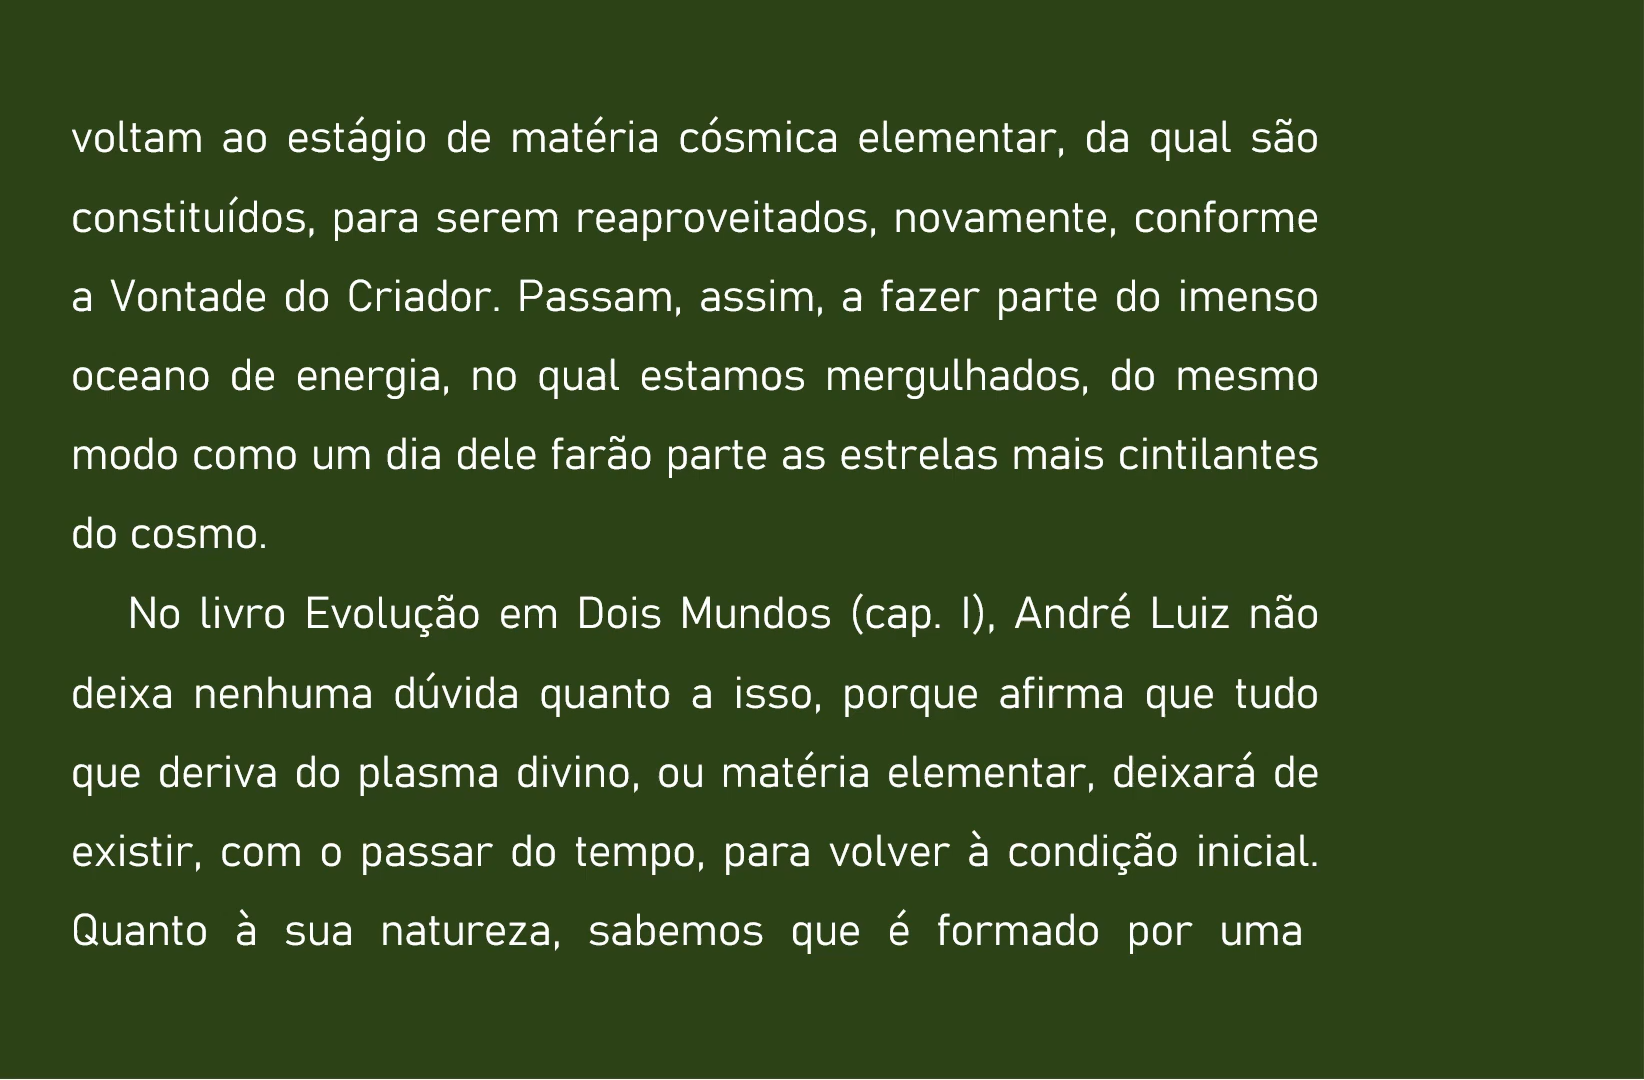 voltam ao estágio de matéria cósmica elementar, da qual são
constituídos, para serem reaproveitados, novamente, conforme
a Vontade do Criador. Passam, assim, a fazer parte do imenso
oceano de energia, no qual estamos mergulhados, do mesmo
modo como um dia dele farão parte as estrelas mais cintilantes
do cosmo.
No livro Evolução em Dois Mundos (cap. I), André Luiz não
deixa nenhuma dúvida quanto a isso, porque afirma que tudo
que deriva do plasma divino, ou matéria elementar, deixará de
existir, com o passar do tempo, para volver à condição inicial.
Quanto à sua natureza, sabemos que é formado por uma